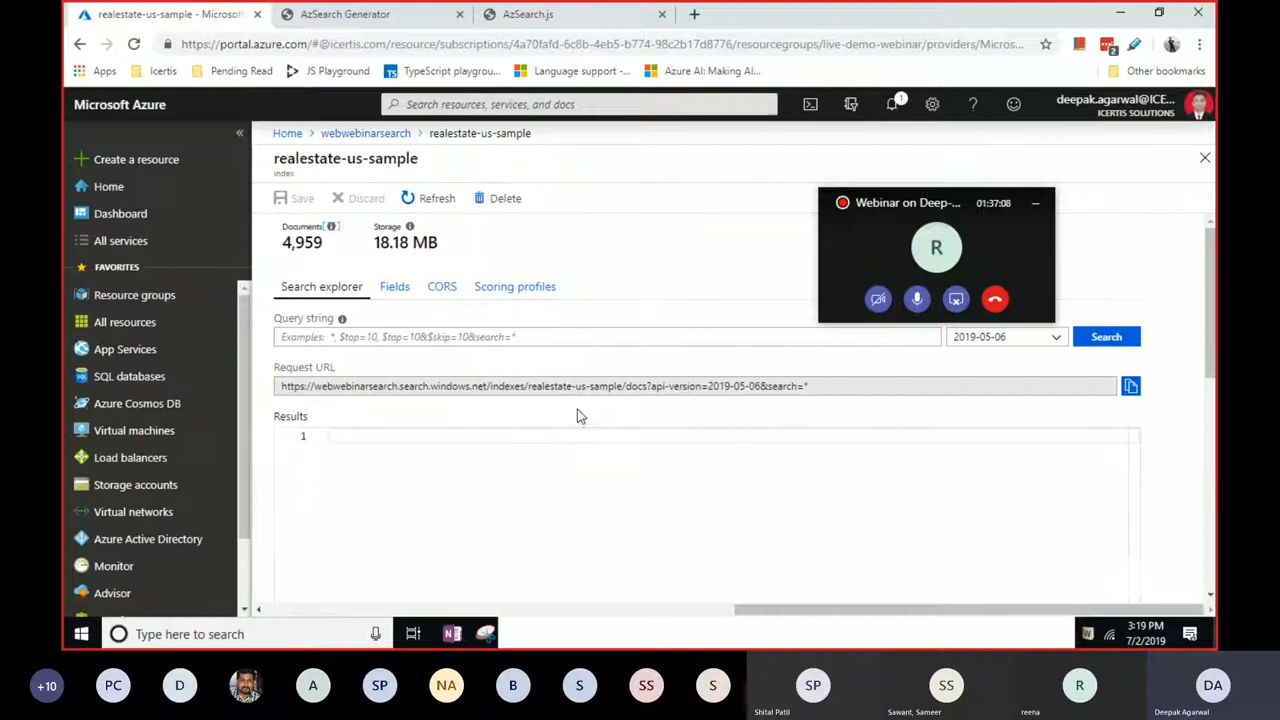 realestate-us-sample - Microsoft
AzSearch Generator
AzSearch.js
https://portal.azure.com/#@icertis.com/resource/subscriptions/4a70fafd-6c8b-4eb5-b774-98c2b17d8776/resourcegroups/live-demo-webinar/providers/Micros...
2
Apps
Icertis
Pending Read
JS Playground
TS
TypeScript playgrou...
Language support -...
Azure AI: Making AI...
Other bookmarks
Microsoft Azure
Search resources, services, and docs
1
deepak.agarwal@ICE...
ICERTIS SOLUTIONS
Create a resource
Home
Dashboard
All services
FAVORITES
Resource groups
All resources
App Services
SQL databases
Azure Cosmos DB
Virtual machines
Load balancers
Storage accounts
Virtual networks
Azure Active Directory
Monitor
Advisor
Home > webwebinarsearch > realestate-us-sample
realestate-us-sample
index
Save
Discard
Refresh
Delete
Documents
4,959
Storage
18.18 MB
Search explorer
Fields
CORS
Scoring profiles
Query string
Examples: *, $top=10, $top=10&$skip=10&search=*
2019-05-06
Search
Request URL
https://webwebinarsearch.search.windows.net/indexes/realestate-us-sample/docs?api-version=2019-05-06&search=*
Results
1
Webinar on Deep-...
01:37:08
R
Type here to search
3:19 PM
7/2/2019
+10
PC
D
A
SP
NA
B
S
SS
S
SP
Shital Patil
SS
Sawant, Sameer
R
reena
DA
Deepak Agarwal